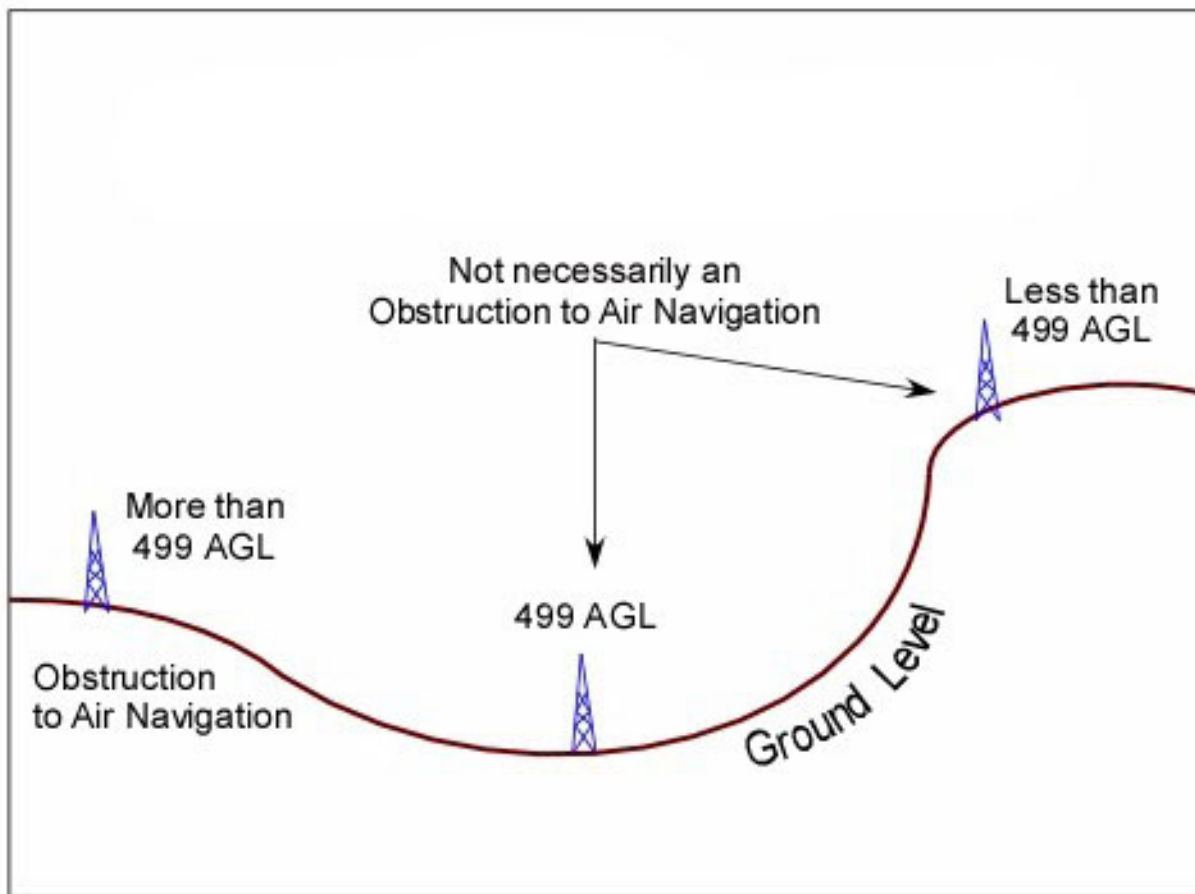 Not necessarily an
Obstruction to Air Navigation
Less than
499 AGL
More than
499 AGL
499 AGL
Obstruction
to Air Navigation
Ground Level